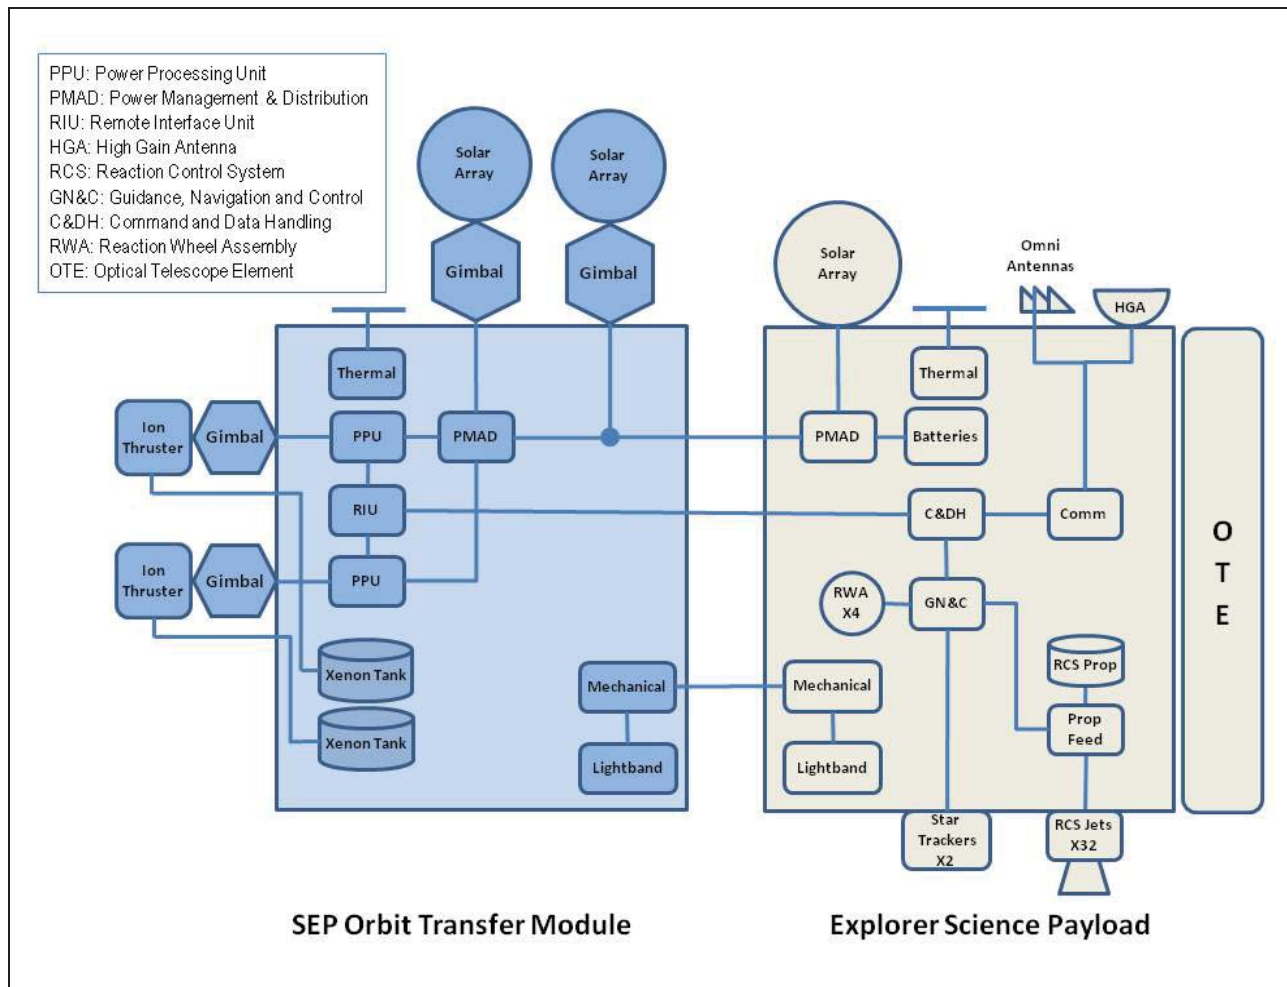 PPU: Power Processing Unit
PMAD: Power Management & Distribution
RIU: Remote Interface Unit
HGA: High Gain Antenna
RCS: Reaction Control System
GN&C: Guidance, Navigation and Control
C&DH: Command and Data Handling
RWA: Reaction Wheel Assembly
OTE: Optical Telescope Element
Solar
Array
Solar
Array
Gimbal
Gimbal
Thermal
Ion
Thruster
Gimbal
PPU
PMAD
RIU
Ion
Thruster
Gimbal
PPU
Xenon Tank
Xenon Tank
Mechanical
Lightband
SEP Orbit Transfer Module
Solar
Array
Omni
Antennas
HGA
Thermal
PMAD
Batteries
C&DH
Comm
RWA
X4
GN&C
RCS Prop
Mechanical
Prop
Feed
Lightband
Star
Trackers
X2
RCS Jets
X32
O
T
E
Explorer Science Payload